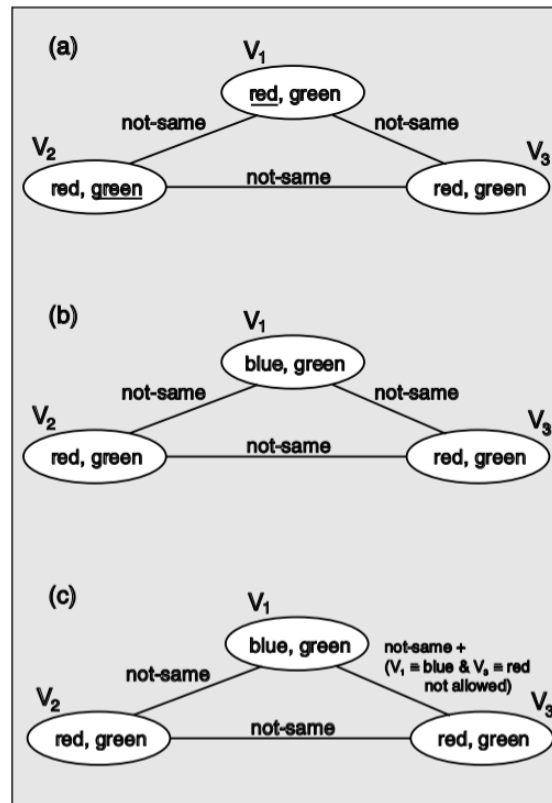 (a)
V₁
red, green
not-same not-same
V₂ V₃
red, green not-same red, green
(b)
V₁
blue, green
not-same not-same
V₂ V₃
red, green not-same red, green
(c)
V₁
blue, green
not-same +
(V₁ = blue & V₃ = red
not allowed)
not-same
V₂ V₃
red, green not-same red, green